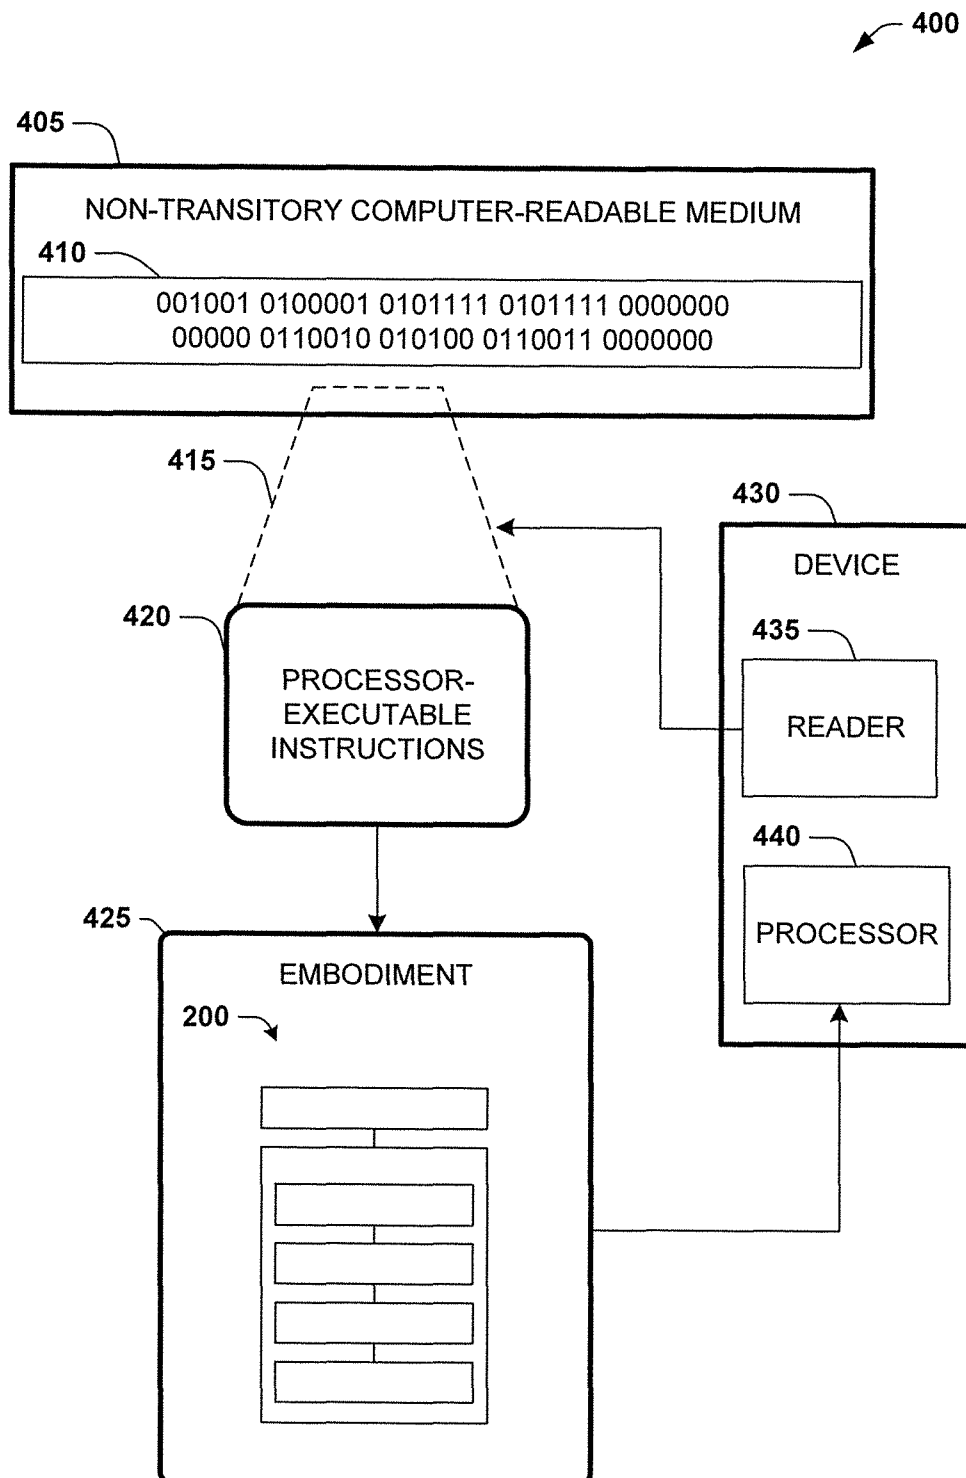 400
405
NON-TRANSITORY COMPUTER-READABLE MEDIUM
410
001001 0100001 0101111 0101111 0000000
00000 0110010 010100 0110011 0000000
415
430
DEVICE
420
435
PROCESSOR-
EXECUTABLE
INSTRUCTIONS
READER
440
PROCESSOR
425
EMBODIMENT
200